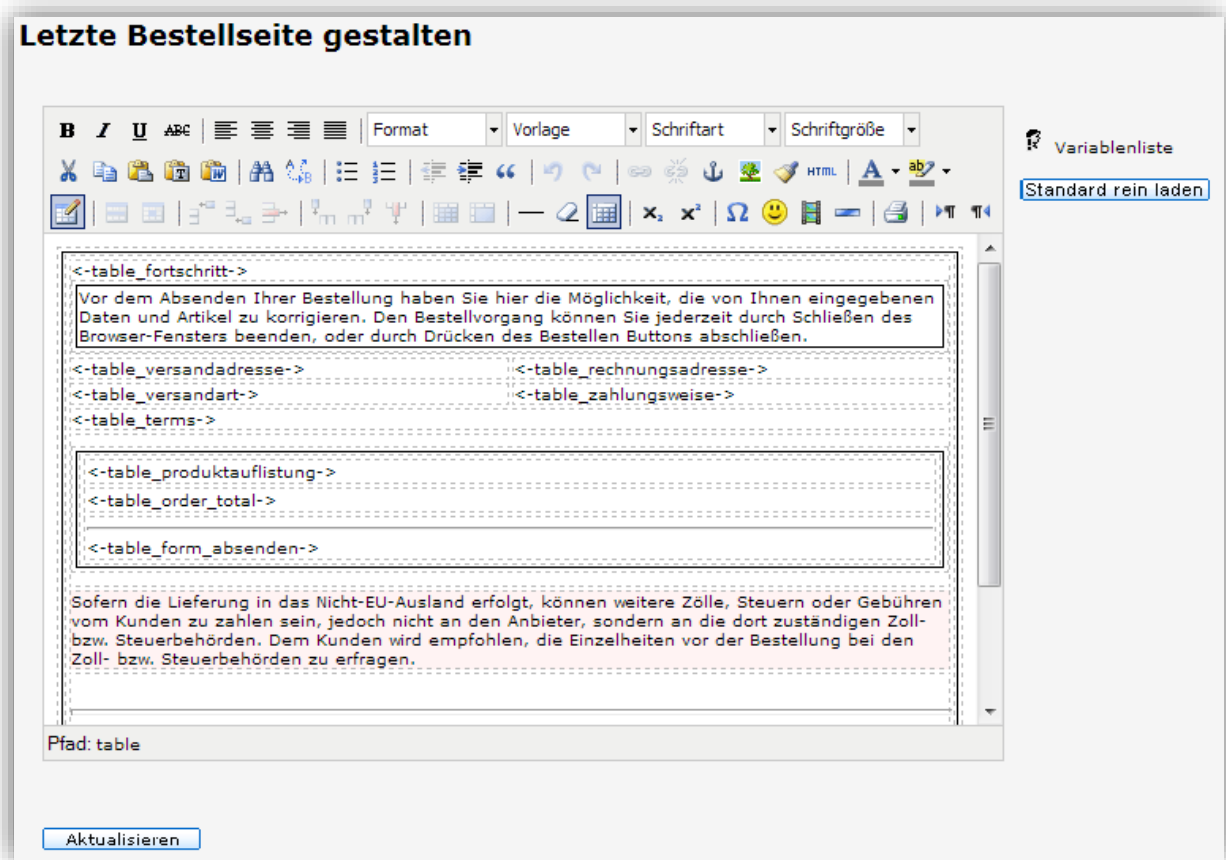 Letzte Bestellseite gestalten
B I U ABC Format Vorlage Schriftart Schriftgröße
HTML A ab
Variablenliste
Standard rein laden
<-table_fortschritt->
Vor dem Absenden Ihrer Bestellung haben Sie hier die Möglichkeit, die von Ihnen eingegebenen
Daten und Artikel zu korrigieren. Den Bestellvorgang können Sie jederzeit durch Schließen des
Browser-Fensters beenden, oder durch Drücken des Bestellen Buttons abschließen.
<-table_versandadresse-> <-table_rechnungsadresse->
<-table_versandart-> <-table_zahlungsweise->
<-table_terms->
<-table_produktauflistung->
<-table_order_total->
<-table_form_absenden->
Sofern die Lieferung in das Nicht-EU-Ausland erfolgt, können weitere Zölle, Steuern oder Gebühren
vom Kunden zu zahlen sein, jedoch nicht an den Anbieter, sondern an die dort zuständigen Zoll-
bzw. Steuerbehörden. Dem Kunden wird empfohlen, die Einzelheiten vor der Bestellung bei den
Zoll- bzw. Steuerbehörden zu erfragen.
Pfad: table
Aktualisieren